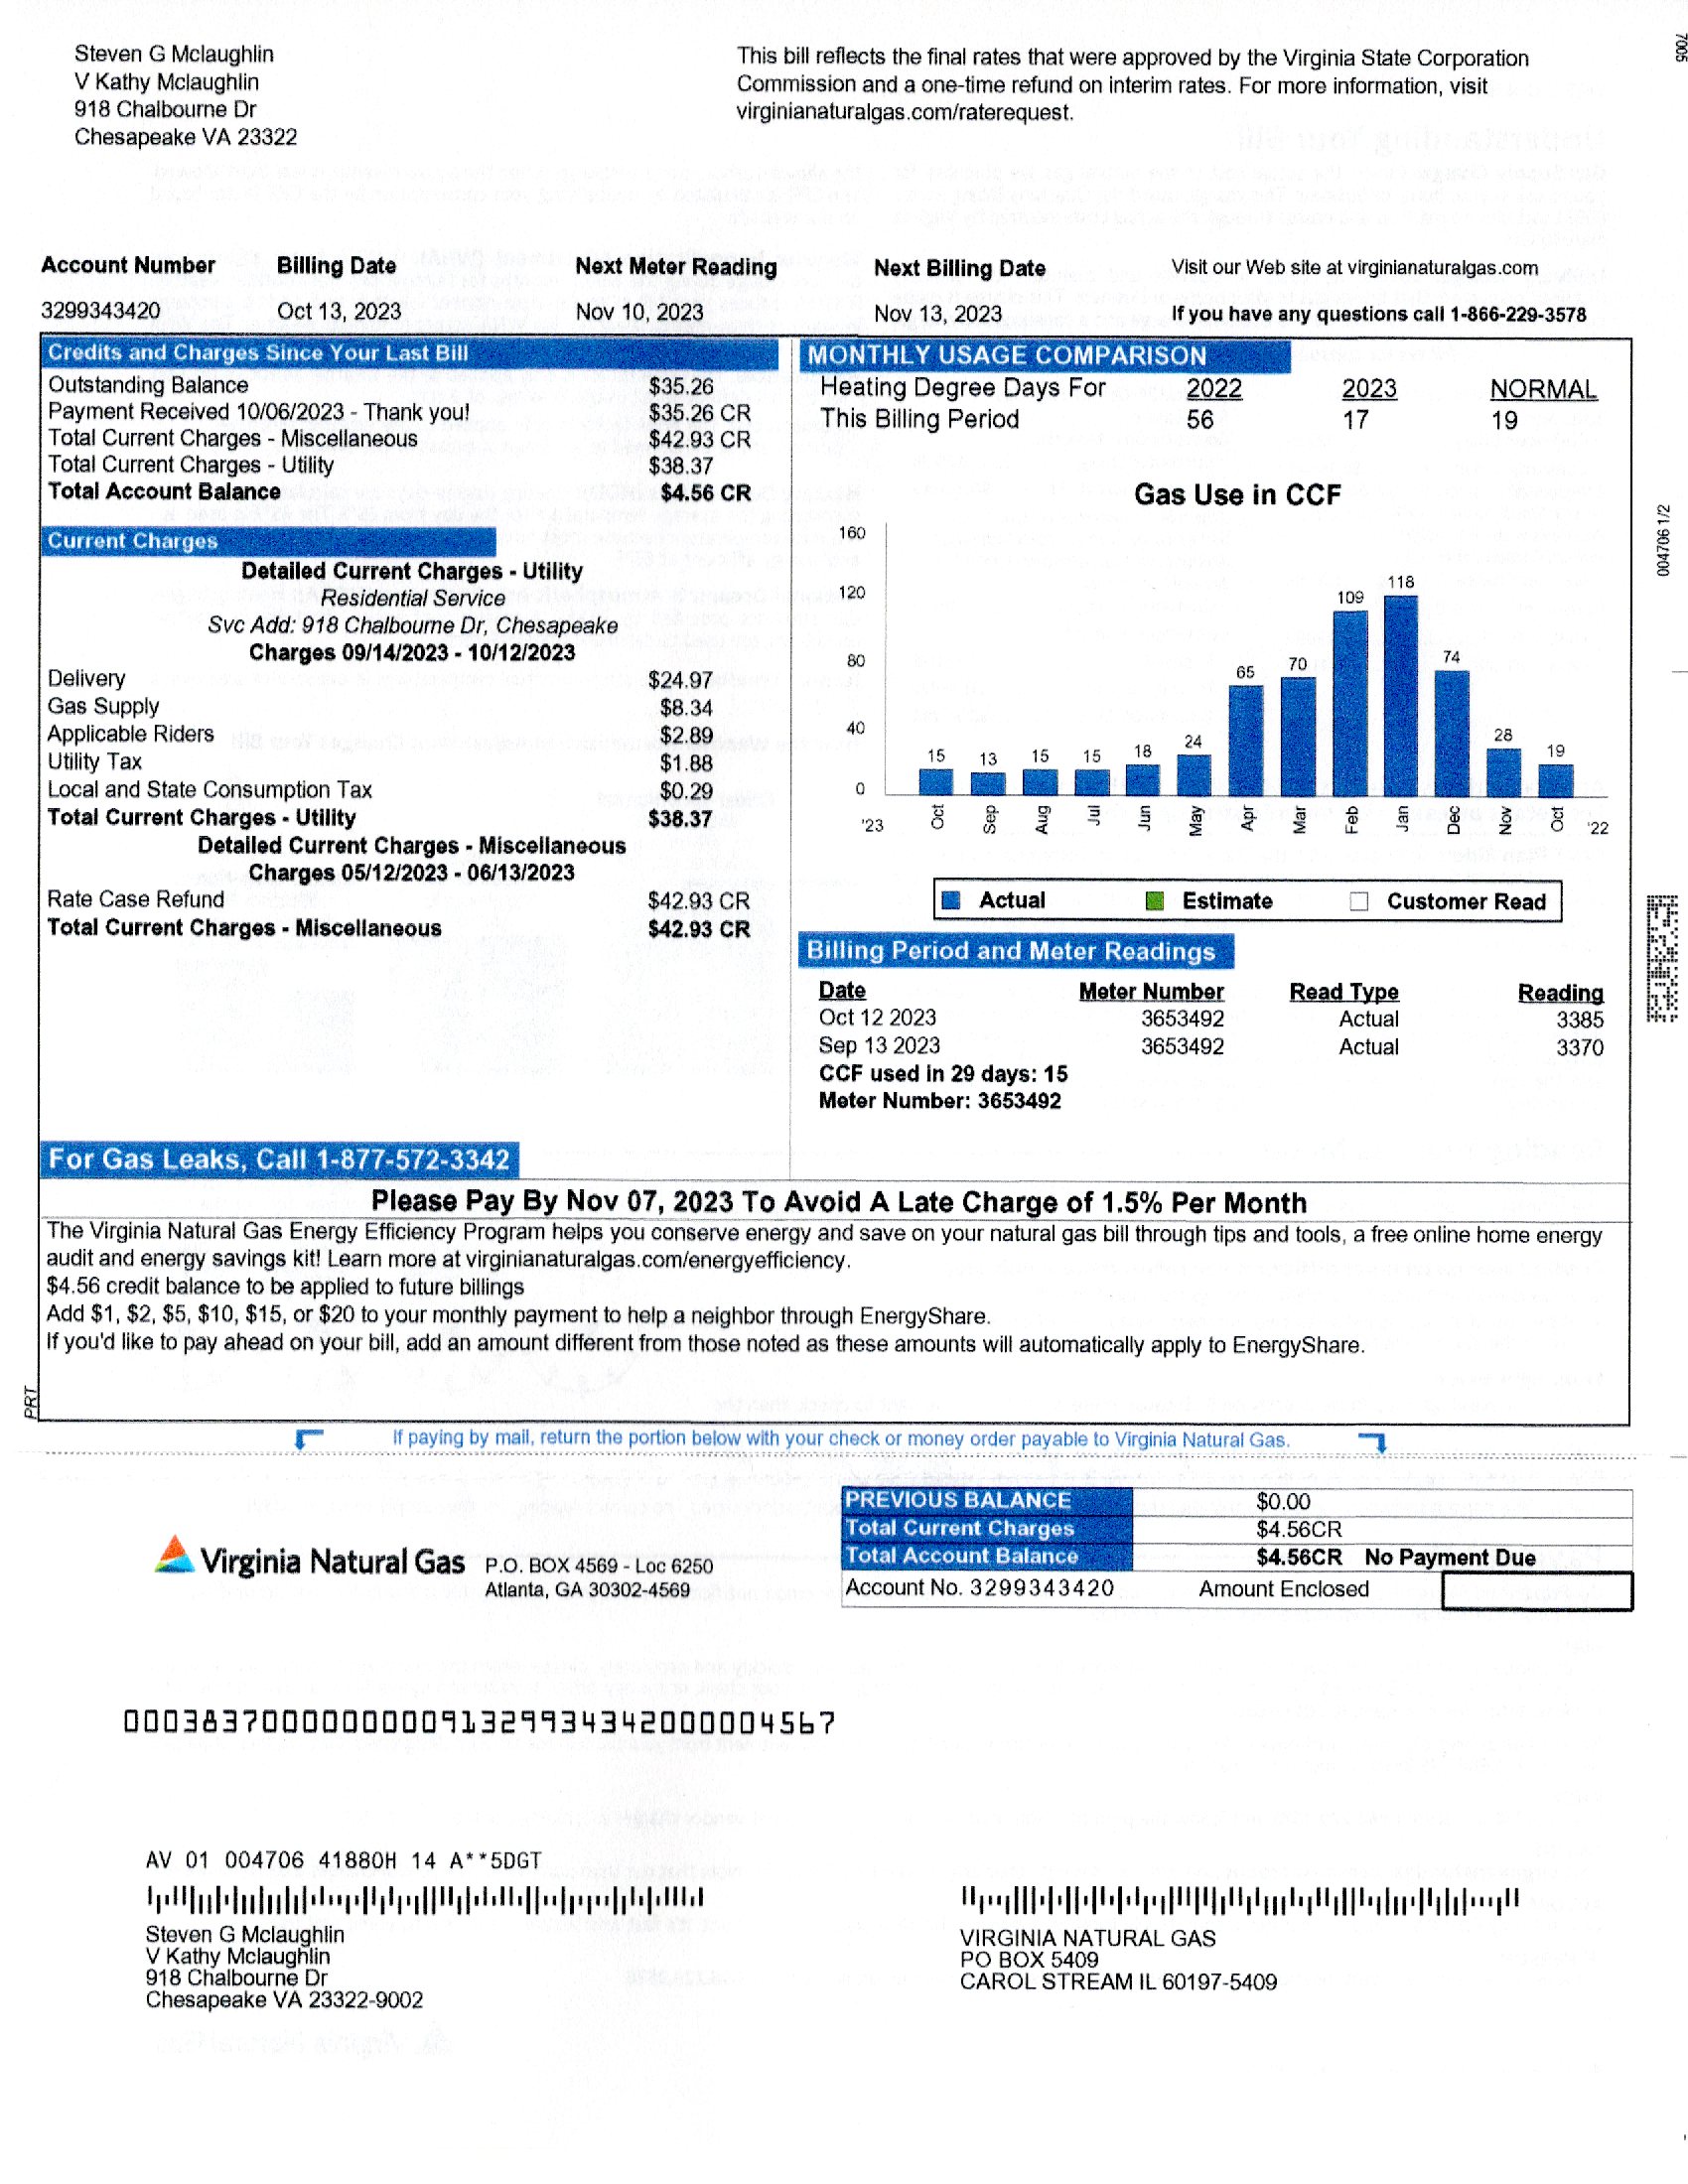 Steven G Mclaughlin
V Kathy Mclaughlin
918 Chalbourne Dr
Chesapeake VA 23322
This bill reflects the final rates that were approved by the Virginia State Corporation
Commission and a one-time refund on interim rates. For more information, visit
virginianaturalgas.com/raterequest.
7005
Account Number Billing Date Next Meter Reading Next Billing Date Visit our Web site at virginianaturalgas.com
3299343420 Oct 13, 2023 Nov 10, 2023 Nov 13, 2023 If you have any questions call 1-866-229-3578
Credits and Charges Since Your Last Bill
Outstanding Balance $35.26
Payment Received 10/06/2023 - Thank you! $35.26 CR
Total Current Charges - Miscellaneous $42.93 CR
Total Current Charges - Utility $38.37
Total Account Balance $4.56 CR
Current Charges
Detailed Current Charges - Utility
Residential Service
Svc Add: 918 Chalbourne Dr, Chesapeake
Charges 09/14/2023 - 10/12/2023
Delivery $24.97
Gas Supply $8.34
Applicable Riders $2.89
Utility Tax $1.88
Local and State Consumption Tax $0.29
Total Current Charges - Utility $38.37
Detailed Current Charges - Miscellaneous
Charges 05/12/2023 - 06/13/2023
Rate Case Refund $42.93 CR
Total Current Charges - Miscellaneous $42.93 CR
MONTHLY USAGE COMPARISON
Heating Degree Days For 2022 2023 NORMAL
This Billing Period 56 17 19
Gas Use in CCF
160
120
80
40
0
15 13 15 15 18 24 65 70 109 118 74 28 19
'23 Oct Sep Aug Jul Jun May Apr Mar Feb Jan Dec Nov Oct '22
Actual Estimate Customer Read
Billing Period and Meter Readings
Date Meter Number Read Type Reading
Oct 12 2023 3653492 Actual 3385
Sep 13 2023 3653492 Actual 3370
CCF used in 29 days: 15
Meter Number: 3653492
004706 1/2
For Gas Leaks, Call 1-877-572-3342
Please Pay By Nov 07, 2023 To Avoid A Late Charge of 1.5% Per Month
The Virginia Natural Gas Energy Efficiency Program helps you conserve energy and save on your natural gas bill through tips and tools, a free online home energy
audit and energy savings kit! Learn more at virginianaturalgas.com/energyefficiency.
$4.56 credit balance to be applied to future billings
Add $1, $2, $5, $10, $15, or $20 to your monthly payment to help a neighbor through EnergyShare.
If you'd like to pay ahead on your bill, add an amount different from those noted as these amounts will automatically apply to EnergyShare.
PRT
If paying by mail, return the portion below with your check or money order payable to Virginia Natural Gas.
Virginia Natural Gas P.O. BOX 4569 - Loc 6250
Atlanta, GA 30302-4569
PREVIOUS BALANCE $0.00
Total Current Charges $4.56CR
Total Account Balance $4.56CR No Payment Due
Account No. 3299343420 Amount Enclosed
0003837000000000091329934342000004567
AV 01 004706 41880H 14 A**5DGT
Steven G Mclaughlin
V Kathy Mclaughlin
918 Chalbourne Dr
Chesapeake VA 23322-9002
VIRGINIA NATURAL GAS
PO BOX 5409
CAROL STREAM IL 60197-5409